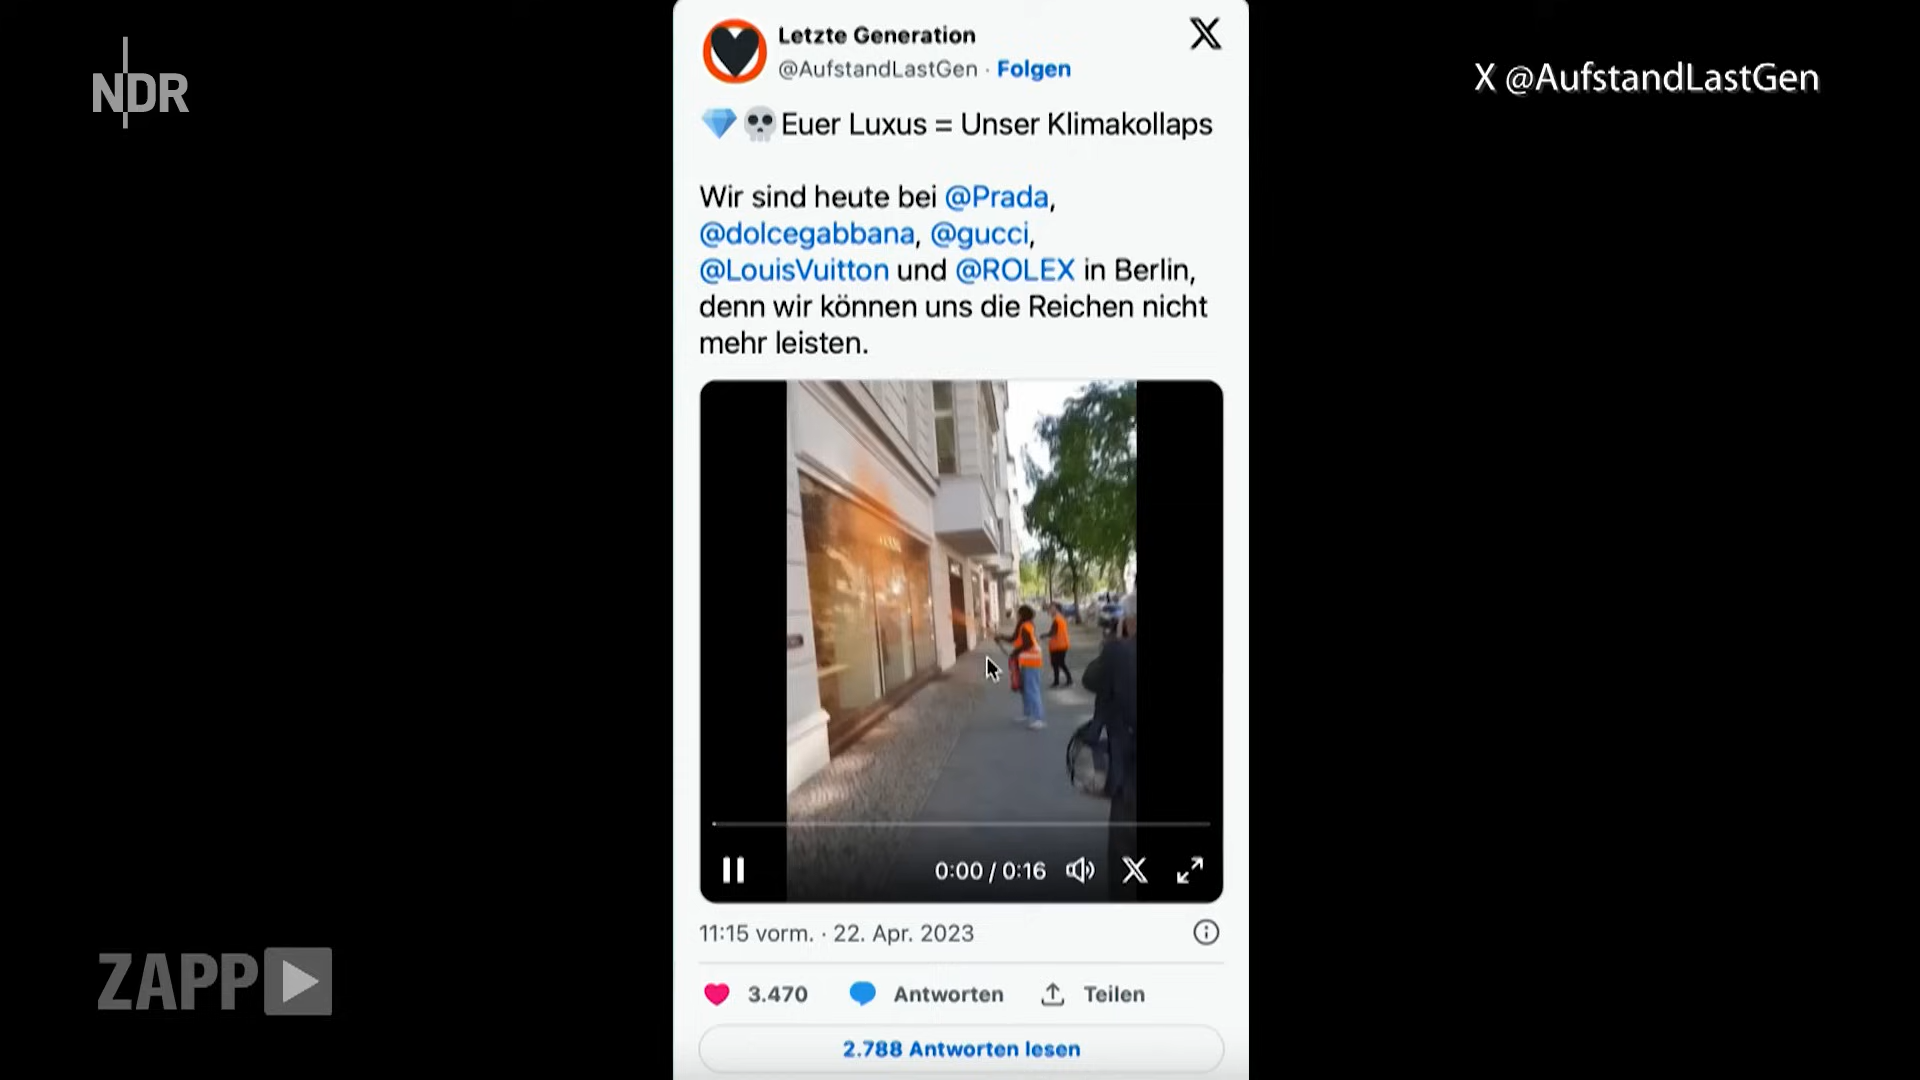 NDR
Letzte Generation
@AufstandLastGen · Folgen
X @AufstandLastGen
💎💀Euer Luxus = Unser Klimakollaps
Wir sind heute bei @Prada,
@dolcegabbana, @gucci,
@LouisVuitton und @ROLEX in Berlin,
denn wir können uns die Reichen nicht
mehr leisten.
0:00 / 0:16
11:15 vorm. · 22. Apr. 2023
3.470 Antworten Teilen
2.788 Antworten lesen
ZAPP